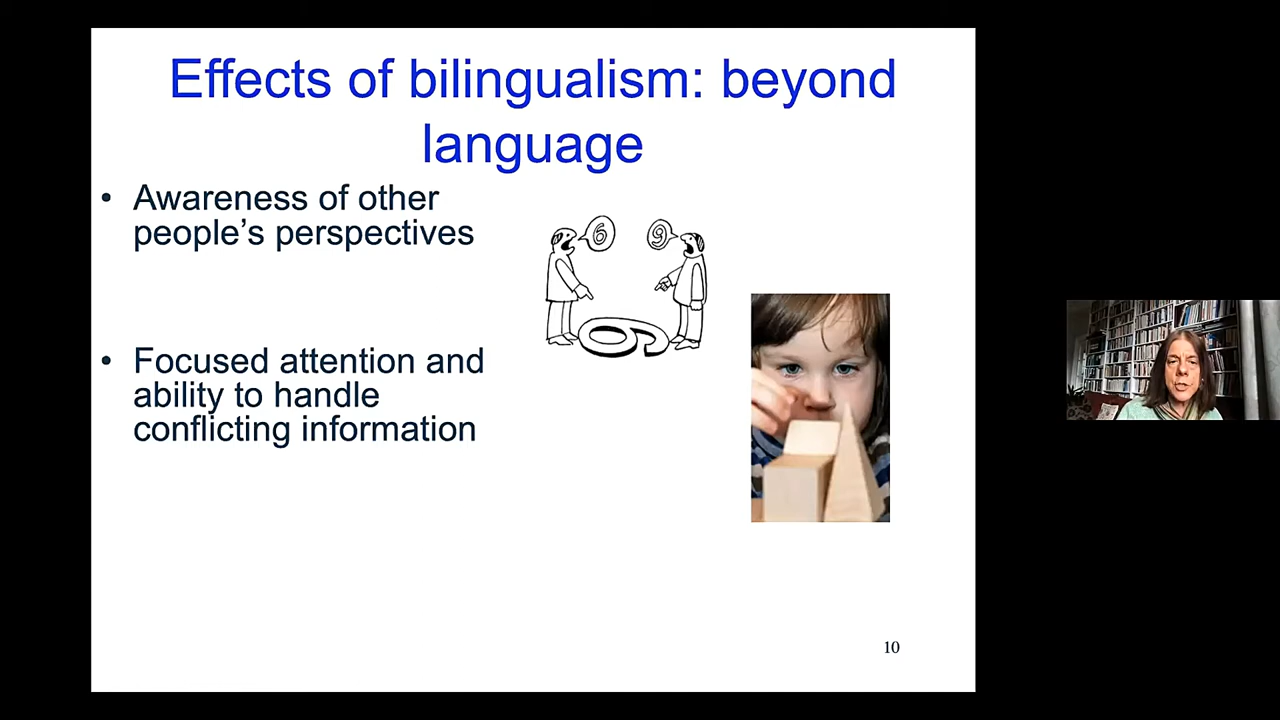 Effects of bilingualism: beyond
language
• Awareness of other
people's perspectives
6
9
• Focused attention and
ability to handle
conflicting information
10